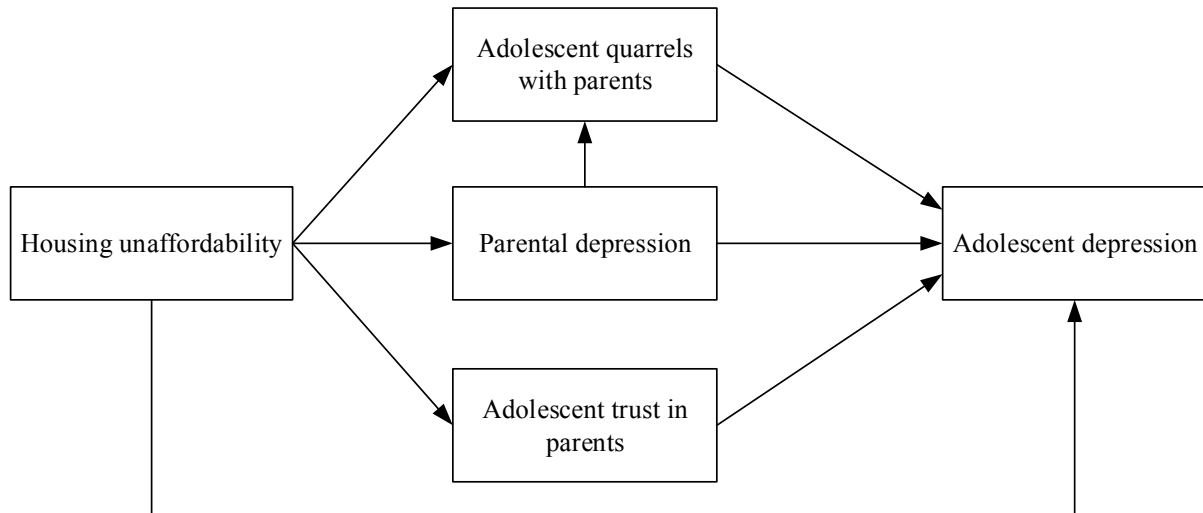 Adolescent quarrels
with parents
Housing unaffordability
Parental depression
Adolescent depression
Adolescent trust in
parents